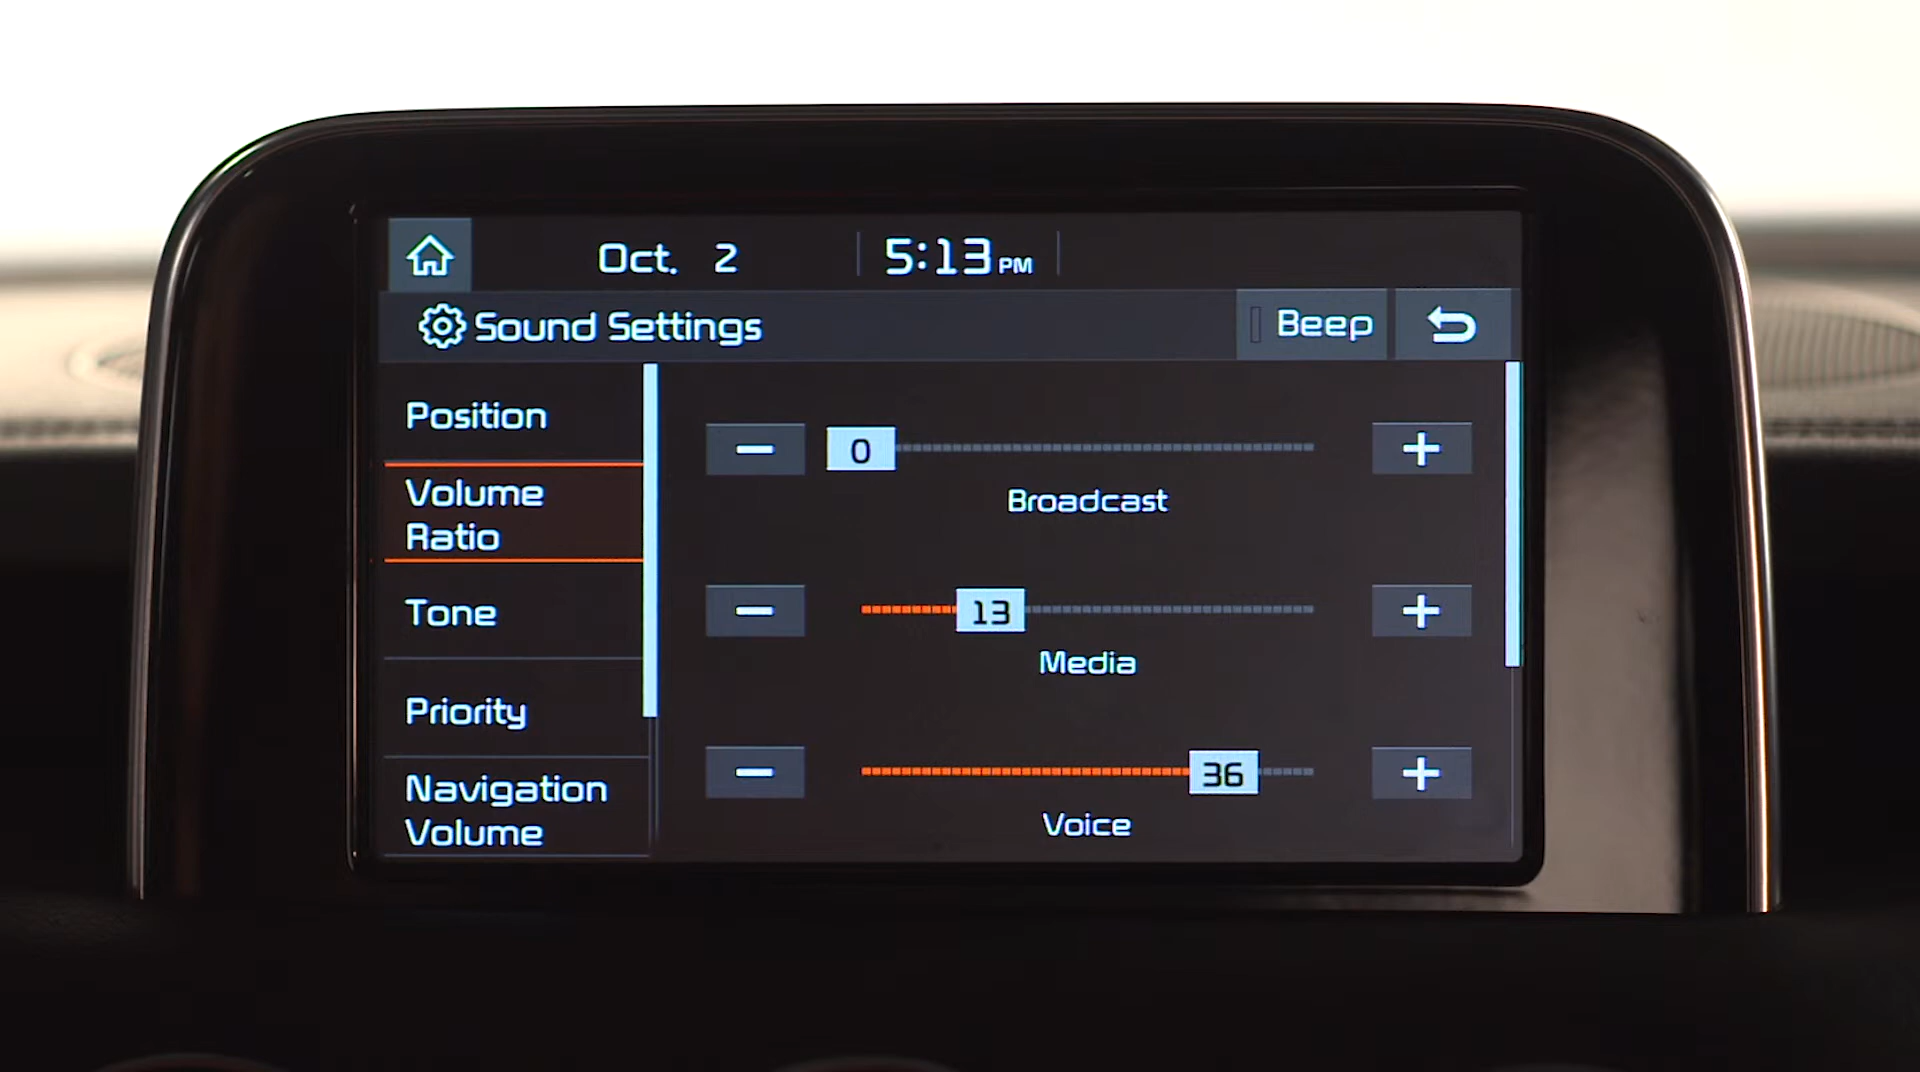 Oct. 2
5:13 PM
Sound Settings
Beep
Position
Volume
Ratio
Tone
Priority
Navigation
Volume
0
Broadcast
13
Media
36
Voice